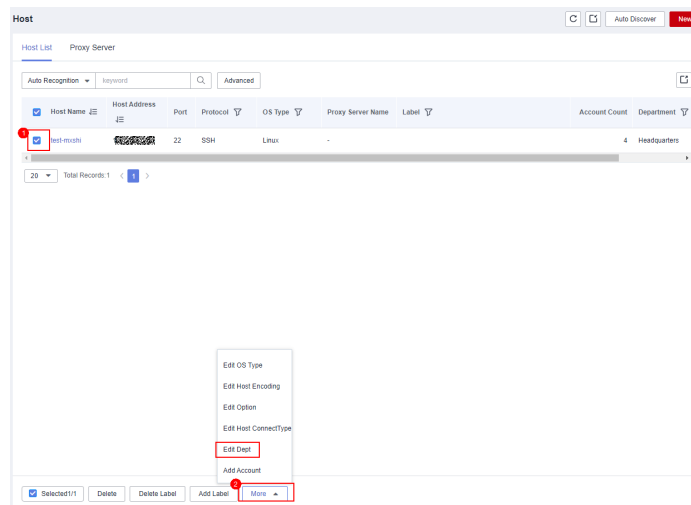 Host
Auto Discover
New
Host List Proxy Server
Auto Recognition keyword Advanced
Host Name Host Address Port Protocol OS Type Proxy Server Name Label Account Count Department
1
test-mxshi 22 SSH Linux - 4 Headquarters
20 Total Records:1 < 1 >
Edit OS Type
Edit Host Encoding
Edit Option
Edit Host ConnectType
Edit Dept
Add Account
2
Selected1/1 Delete Delete Label Add Label More